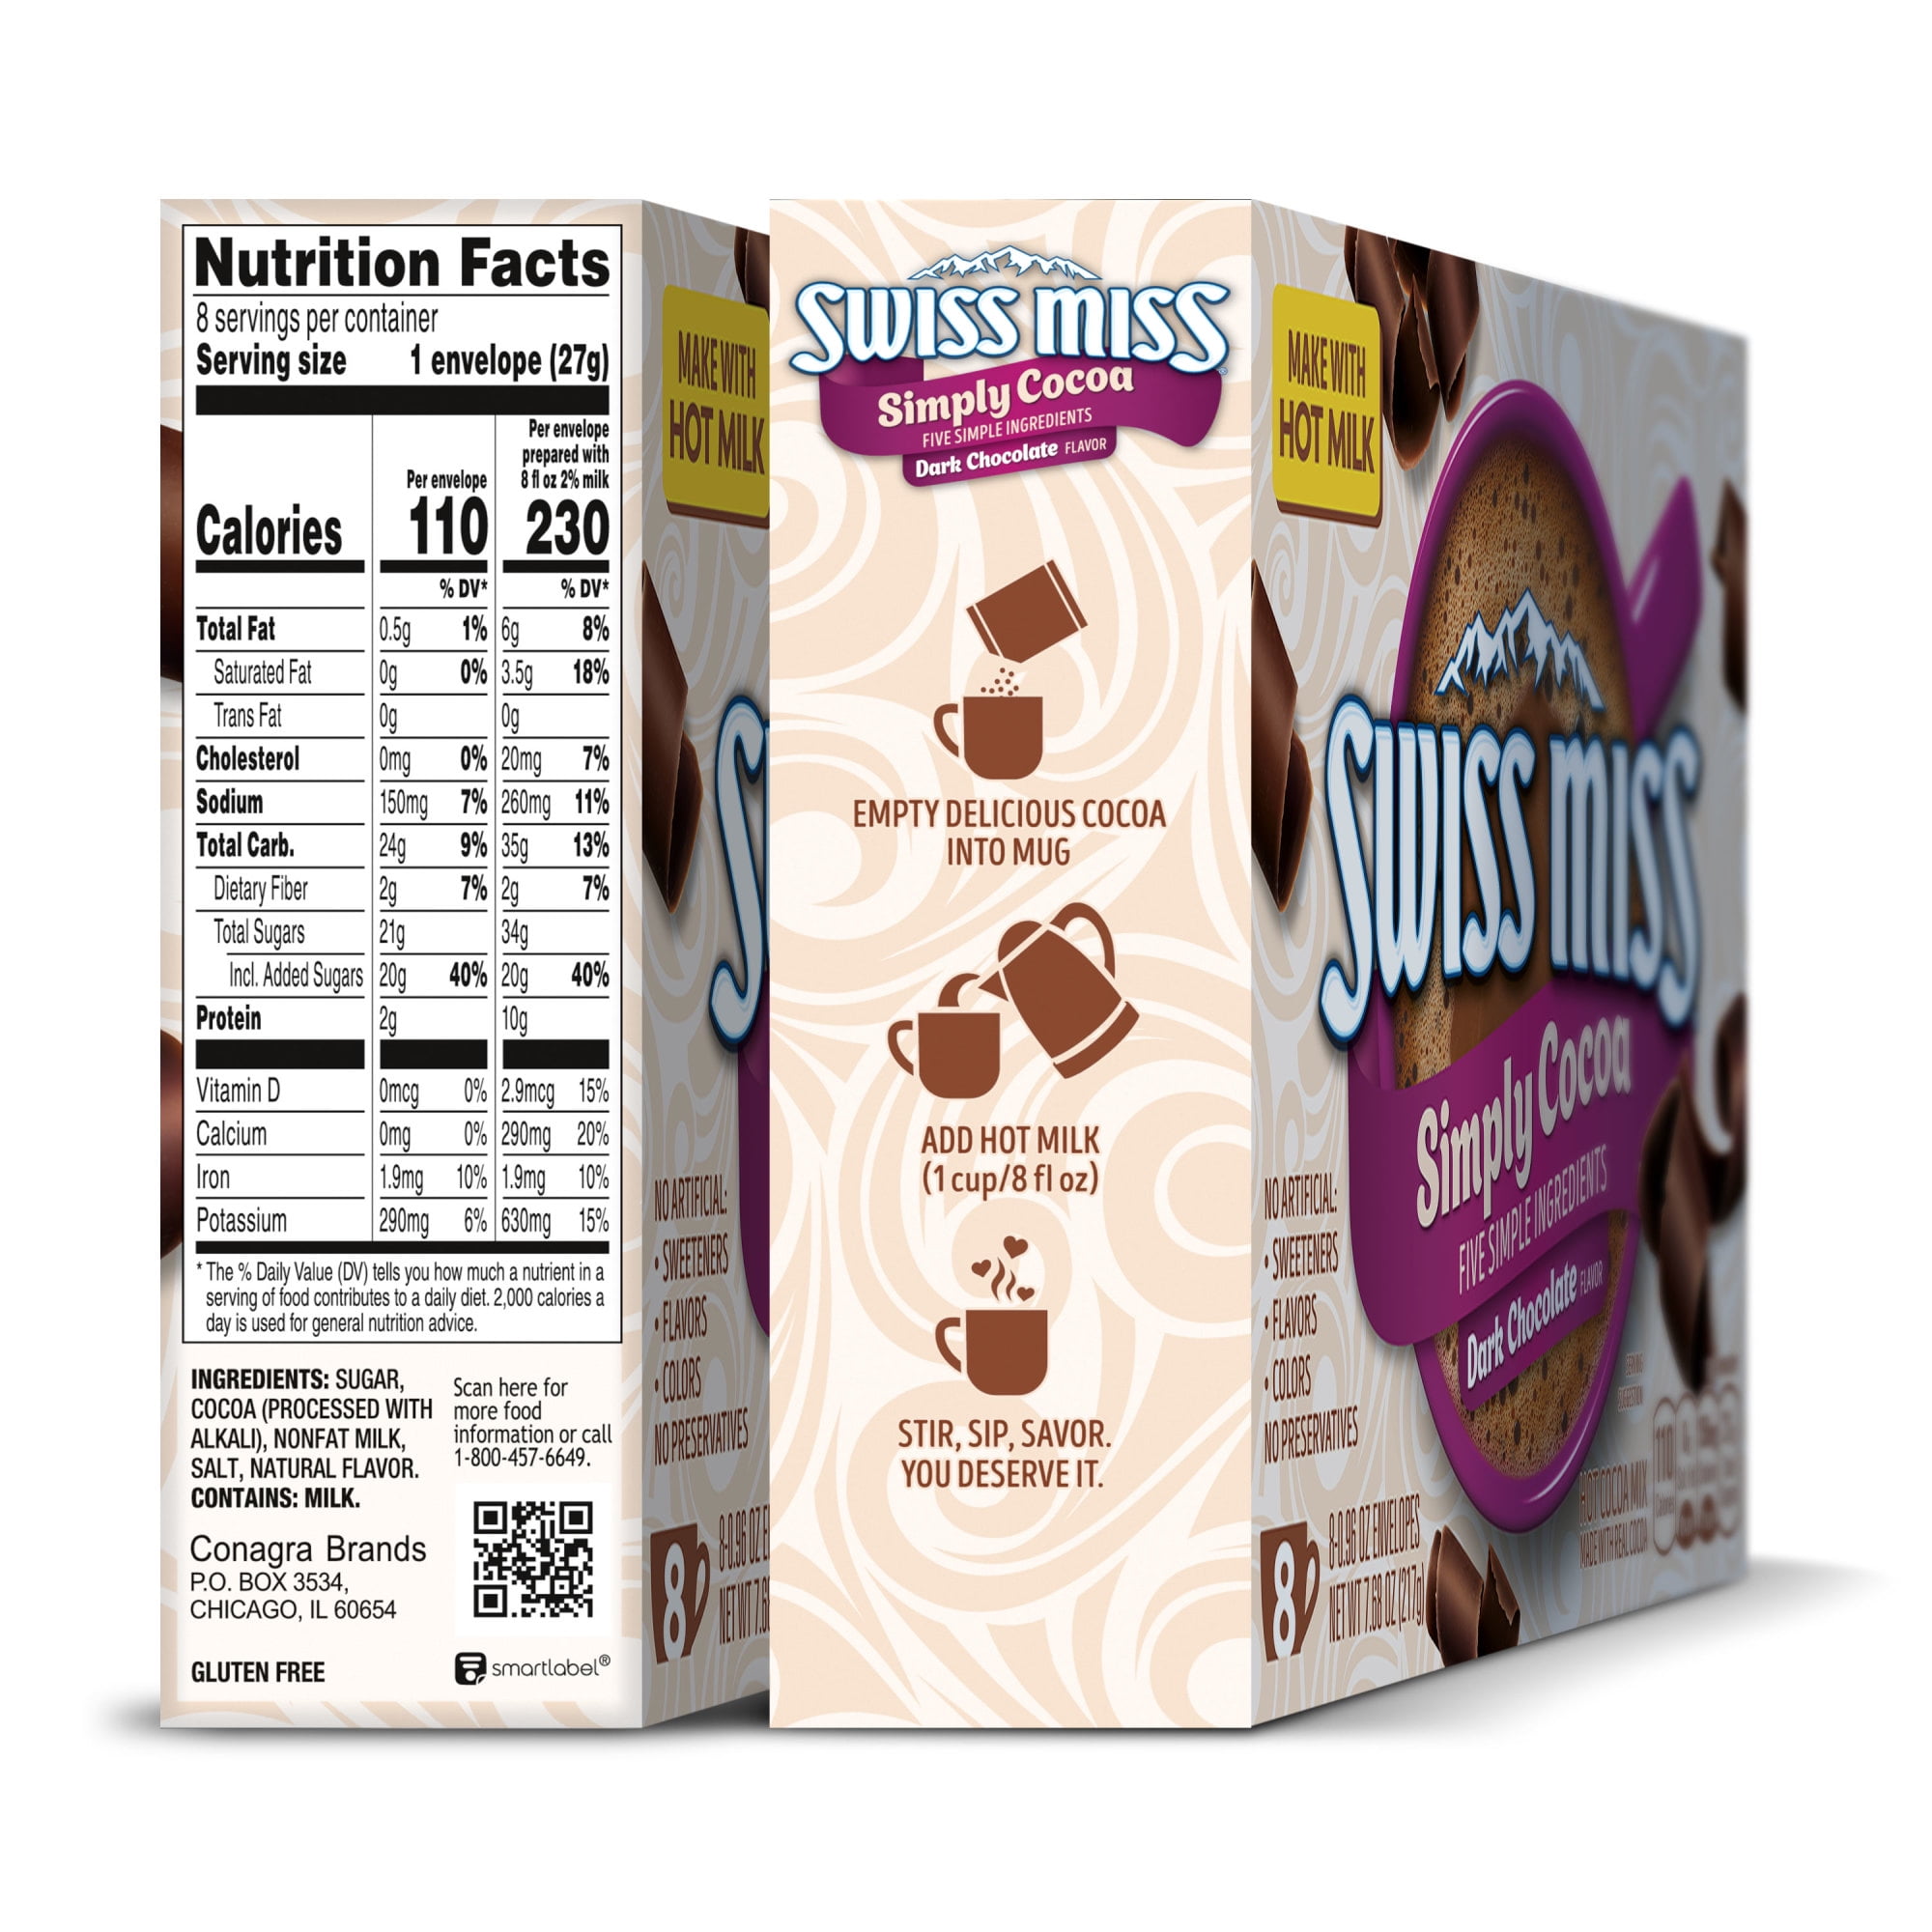 Nutrition Facts
8 servings per container
Serving size 1 envelope (27g)
Per envelope
Per envelope
prepared with
8 fl oz 2% milk
Calories 110 230
% DV* % DV*
Total Fat 0.5g 1% 6g 8%
Saturated Fat 0g 0% 3.5g 18%
Trans Fat 0g 0g
Cholesterol 0mg 0% 20mg 7%
Sodium 150mg 7% 260mg 11%
Total Carb. 24g 9% 35g 13%
Dietary Fiber 2g 7% 2g 7%
Total Sugars 21g 34g
Incl. Added Sugars 20g 40% 20g 40%
Protein 2g 10g
Vitamin D 0mcg 0% 2.9mcg 15%
Calcium 0mg 0% 290mg 20%
Iron 1.9mg 10% 1.9mg 10%
Potassium 290mg 6% 630mg 15%
* The % Daily Value (DV) tells you how much a nutrient in a
serving of food contributes to a daily diet. 2,000 calories a
day is used for general nutrition advice.
INGREDIENTS: SUGAR,
COCOA (PROCESSED WITH
ALKALI), NONFAT MILK,
SALT, NATURAL FLAVOR.
CONTAINS: MILK.
Conagra Brands
P.O. BOX 3534,
CHICAGO, IL 60654
GLUTEN FREE
Scan here for
more food
information or call
1-800-457-6649.
smartlabel®
MAKE WITH
HOT MILK
NO ARTIFICIAL:
• SWEETENERS
• FLAVORS
• COLORS
NO PRESERVATIVES
8
8-0.96 OZ
NET WT
SWISS MISS®
Simply Cocoa
FIVE SIMPLE INGREDIENTS
Dark Chocolate FLAVOR
EMPTY DELICIOUS COCOA
INTO MUG
ADD HOT MILK
(1 cup/8 fl oz)
STIR, SIP, SAVOR.
YOU DESERVE IT.
MAKE WITH
HOT MILK
SWISS MISS
Simply Cocoa
FIVE SIMPLE INGREDIENTS
Dark Chocolate FLAVOR
NO ARTIFICIAL:
• SWEETENERS
• FLAVORS
• COLORS
NO PRESERVATIVES
8
8-0.96 OZ ENVELOPES
NET WT 7.68 OZ (217g)
HOT COCOA MIX
MADE WITH REAL COCOA
110